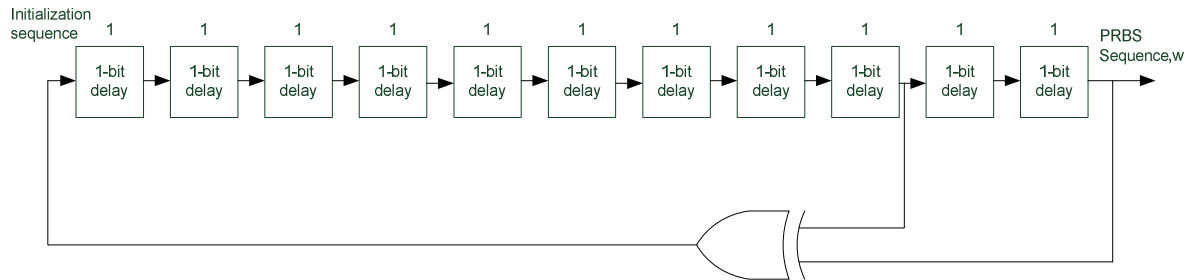 Initialization
sequence
1 1 1 1 1 1 1 1 1 1 1
PRBS
Sequence,w
1-bit
delay
1-bit
delay
1-bit
delay
1-bit
delay
1-bit
delay
1-bit
delay
1-bit
delay
1-bit
delay
1-bit
delay
1-bit
delay
1-bit
delay